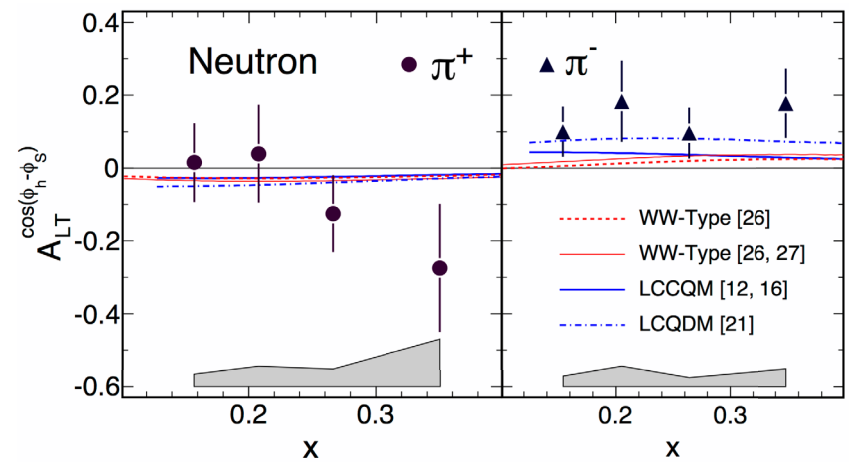 Neutron
π+
π-
A_LT^cos(ϕh-ϕS)
0.4
0.2
0
-0.2
-0.4
-0.6
0.2
0.3
x
0.2
0.3
x
WW-Type [26]
WW-Type [26, 27]
LCCQM [12, 16]
LCQDM [21]